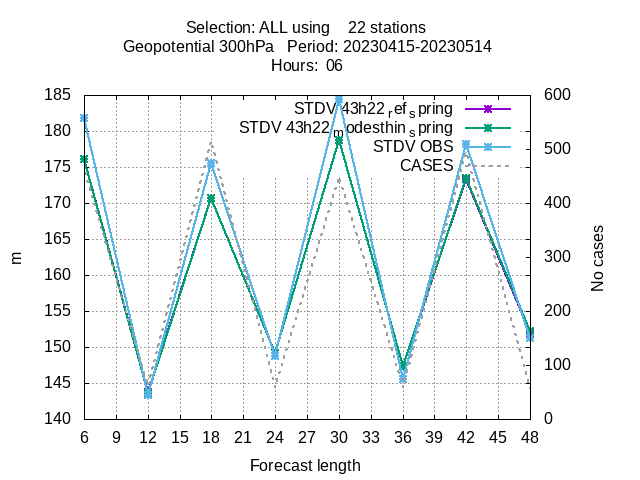 Selection: ALL using 22 stations
Geopotential 300hPa Period: 20230415-20230514
Hours: 06
185 600
STDV 43h22refspring
180 STDV 43h22modesthinspring 500
STDV OBS
175 CASES
170 400
165
m 160 300 No cases
155 200
150
145 100
140 0
6 9 12 15 18 21 24 27 30 33 36 39 42 45 48
Forecast length